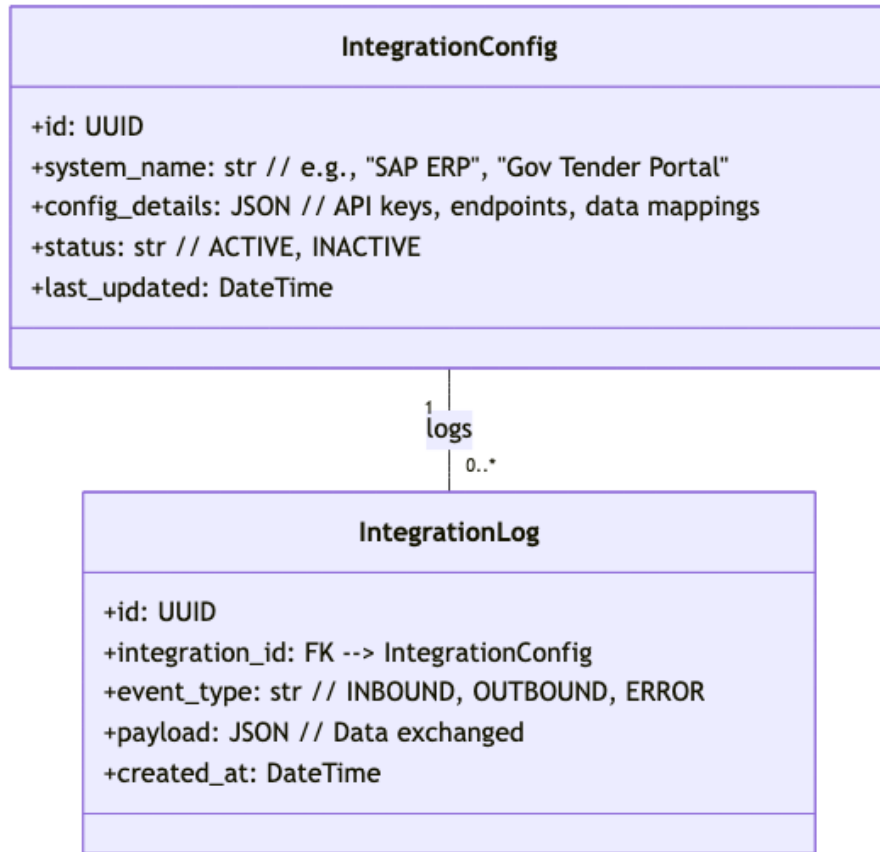 IntegrationConfig
+id: UUID
+system_name: str // e.g., "SAP ERP", "Gov Tender Portal"
+config_details: JSON // API keys, endpoints, data mappings
+status: str // ACTIVE, INACTIVE
+last_updated: DateTime
1
logs
0..*
IntegrationLog
+id: UUID
+integration_id: FK --> IntegrationConfig
+event_type: str // INBOUND, OUTBOUND, ERROR
+payload: JSON // Data exchanged
+created_at: DateTime